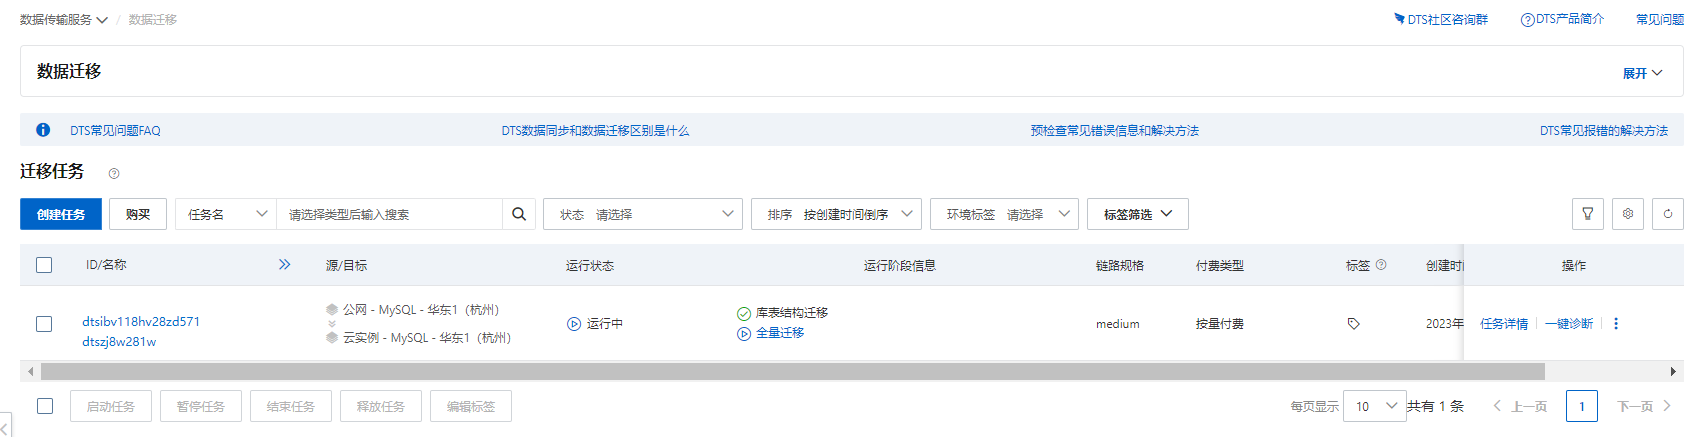 数据传输服务 / 数据迁移 DTS社区咨询群 DTS产品简介 常见问题
数据迁移 展开
DTS常见问题FAQ DTS数据同步和数据迁移区别是什么 预检查常见错误信息和解决方法 DTS常见报错的解决方法
迁移任务
创建任务 购买 任务名 请选择类型后输入搜索 状态 请选择 排序 按创建时间倒序 环境标签 请选择 标签筛选
ID/名称 源/目标 运行状态 运行阶段信息 链路规格 付费类型 标签 创建时 操作
dtsibv118hv28zd571
dtszj8w281w
公网 - MySQL - 华东1（杭州）
云实例 - MySQL - 华东1（杭州）
运行中
库表结构迁移
全量迁移
medium 按量付费 2023年 任务详情 一键诊断
启动任务 暂停任务 结束任务 释放任务 编辑标签 每页显示 10 共有 1 条 上一页 1 下一页